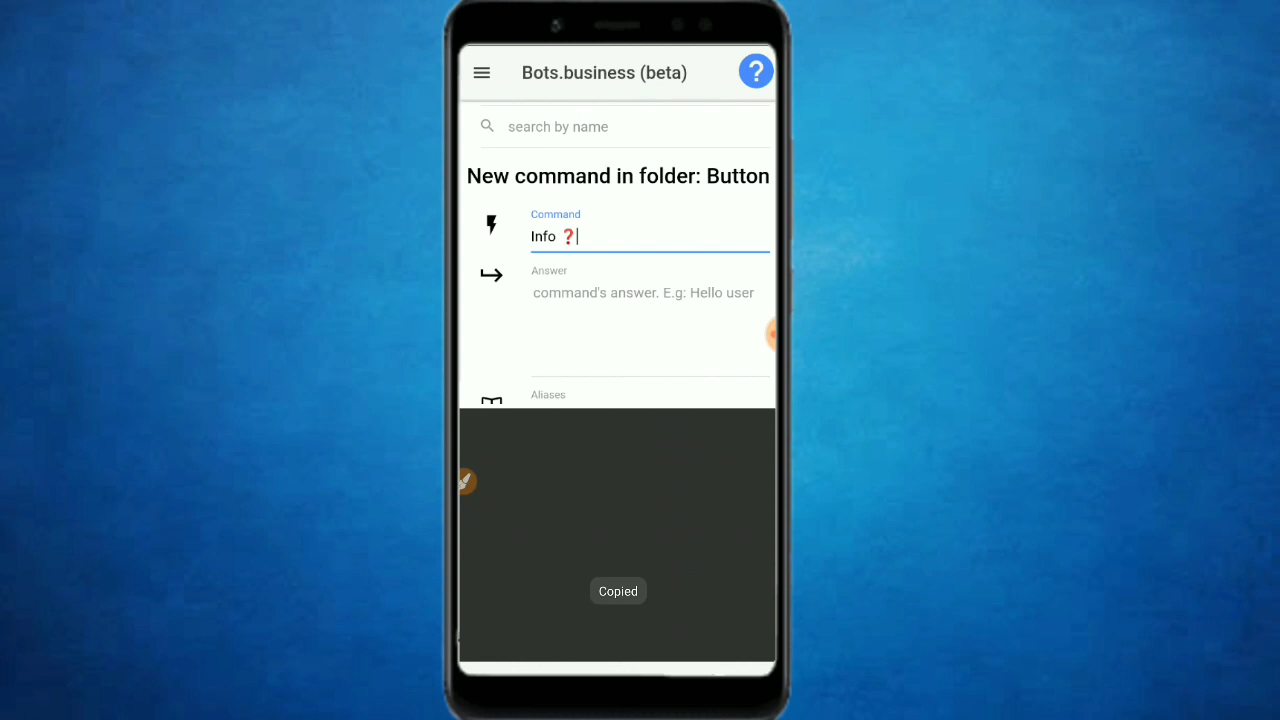 Bots.business (beta)
?
search by name
New command in folder: Button
Command
Info ❓
Answer
command's answer. E.g: Hello user
Aliases
Copied